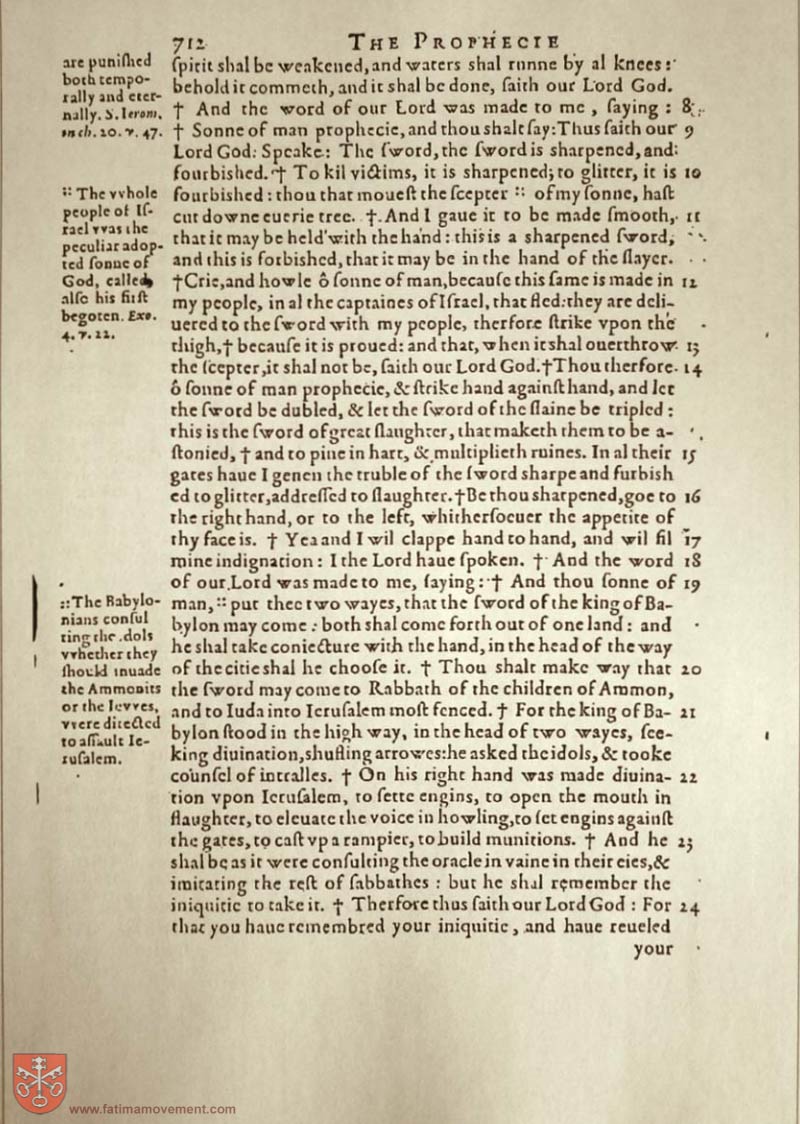 712 THE PROPHECIE
are punished
both tempo-
rally and eter-
nally. S. Ierom.
in ch. 20. v. 47.
ſpirit shal be weakened, and waters shal runne by al knees:
behold it commeth, and it shal be done, ſaith our Lord God.
† And the word of our Lord was made to me, ſaying: 8
† Sonne of man prophecie, and thou shalt ſay: Thus ſaith our 9
Lord God: Speake: The ſword, the ſword is sharpened, and
fourbished. † To kil victims, it is sharpened; to glitter, it is 10
fourbished: thou that moueſt the ſcepter :: of my ſonne, haſt
cut downe euerie tree. † And I gaue it to be made ſmooth, 11
that it may be held with the hand: this is a sharpened ſword,
and this is forbished, that it may be in the hand of the ſlayer.
† Crie, and howle ô ſonne of man, becauſe this ſame is made in 12
my people, in al the captaines of Iſrael, that fled: they are deli-
uered to the ſword with my people, therfore ſtrike vpon the
thigh, † becauſe it is proued: and that, when it shal ouerthrow 13
the ſcepter, it shal not be, ſaith our Lord God. † Thou therfore 14
ô ſonne of man prophecie, & ſtrike hand againſt hand, and let
the ſword be dubled, & let the ſword of the ſlaine be tripled:
this is the ſword of great ſlaughter, that maketh them to be a-
ſtonied, † and to pine in hart, & multiplieth ruines. In al their 15
gates haue I geuen the truble of the ſword sharpe and furbish
ed to glitter, addreſſed to ſlaughter. † Be thou sharpened, goe to 16
the right hand, or to the left, whitherſoeuer the appetite of
thy face is. † Yea and I wil clappe hand to hand, and wil fil 17
mine indignation: I the Lord haue ſpoken. † And the word 18
of our Lord was made to me, ſaying: † And thou ſonne of 19
man, :: put thee two wayes, that the ſword of the king of Ba-
bylon may come: both shal come forth out of one land: and
he shal take coniecture with the hand, in the head of the way
of the citie shal he chooſe it. † Thou shalt make way that 20
the ſword may come to Rabbath of the children of Ammon,
and to Iuda into Ieruſalem moſt fenced. † For the king of Ba- 21
bylon ſtood in the high way, in the head of two wayes, ſee-
king diuination, shufling arrowes: he asked the idols, & tooke
counſel of intralles. † On his right hand was made diuina- 22
tion vpon Ieruſalem, to ſette engins, to open the mouth in
ſlaughter, to eleuate the voice in howling, to ſet engins againſt
the gates, to caſt vp a rampier, to build munitions. † And he 23
shal be as it were conſulting the oracle in vaine in their eies, &
imitating the reſt of ſabbathes: but he shal remember the
iniquitie to take it. † Therfore thus ſaith our Lord God: For 24
that you haue remembred your iniquitie, and haue reueled
your
:: The vvhole
people of Iſ-
rael vvas the
peculiar adop-
ted ſonne of
God, called
alſo his firſt
begoten. Exo.
4. v. 22.
:: The Babylo-
nians conſul
ting the idols
vvhether they
should inuade
the Ammonits
or the Ievves,
vvere directed
to aſſault Ie-
ruſalem.
www.fatimamovement.com